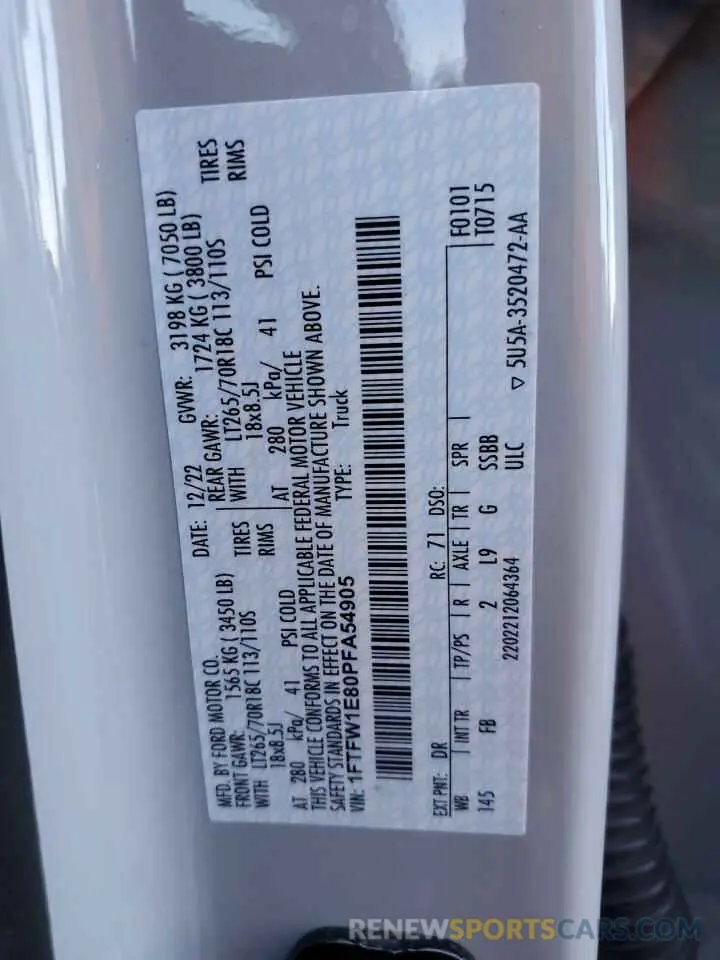 MFD. BY FORD MOTOR CO.
DATE: 12/22 GVWR: 3198 KG ( 7050 LB)
FRONT GAWR: 1565 KG ( 3450 LB)
REAR GAWR: 1724 KG ( 3800 LB)
WITH LT265/70R18C 113/110S TIRES
WITH LT265/70R18C 113/110S TIRES
18x8.5J RIMS
18x8.5J RIMS
AT 280 kPa/ 41 PSI COLD
AT 280 kPa/ 41 PSI COLD
THIS VEHICLE CONFORMS TO ALL APPLICABLE FEDERAL MOTOR VEHICLE
SAFETY STANDARDS IN EFFECT ON THE DATE OF MANUFACTURE SHOWN ABOVE.
VIN: 1FTFW1E80PFA54905
TYPE: Truck
EXT PNT: DR RC: 71 DSO: F0101
WB INT TR TP/PS R AXLE TR SPR T0715
145 FB 2 L9 G SSBB
ULC
2202212064364
▽ 5U5A-3520472-AA
RENEWSPORTSCARS.COM